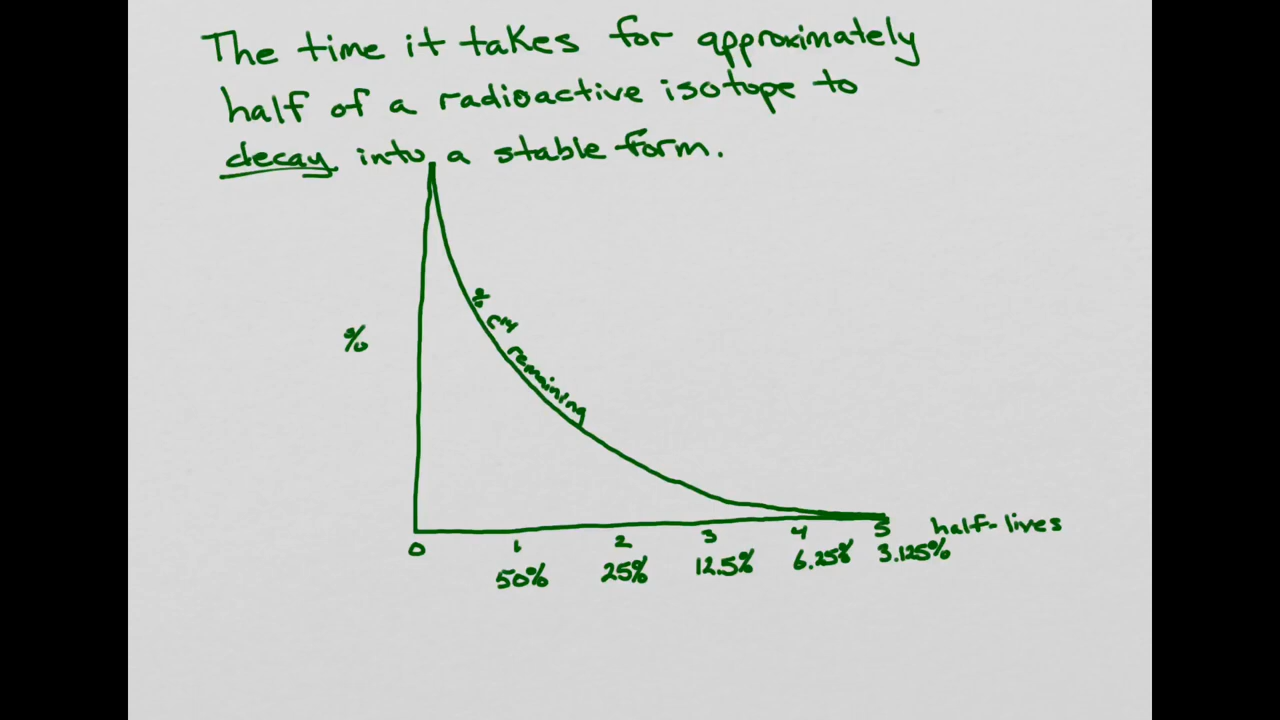 The time it takes for approximately
half of a radioactive isotope to
decay into a stable form.
%
% C14 remaining
0 1 2 3 4 5 half-lives
50% 25% 12.5% 6.25% 3.125%